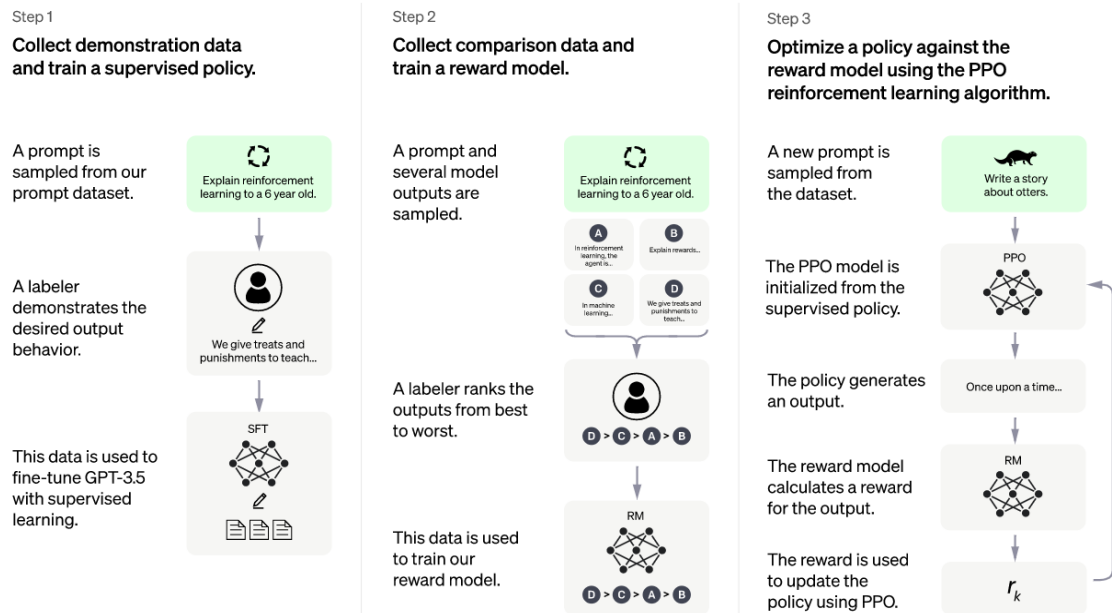 Step 1
Collect demonstration data
and train a supervised policy.
A prompt is
sampled from our
prompt dataset.
Explain reinforcement
learning to a 6 year old.
A labeler
demonstrates the
desired output
behavior.
We give treats and
punishments to teach...
This data is used to
fine-tune GPT-3.5
with supervised
learning.
SFT
Step 2
Collect comparison data and
train a reward model.
A prompt and
several model
outputs are
sampled.
Explain reinforcement
learning to a 6 year old.
A
In reinforcement
learning, the
agent is...
B
Explain rewards...
C
In machine
learning...
D
We give treats and
punishments to
teach...
A labeler ranks the
outputs from best
to worst.
D > C > A > B
This data is used
to train our
reward model.
RM
D > C > A > B
Step 3
Optimize a policy against the
reward model using the PPO
reinforcement learning algorithm.
A new prompt is
sampled from
the dataset.
Write a story
about otters.
The PPO model is
initialized from the
supervised policy.
PPO
The policy generates
an output.
Once upon a time...
The reward model
calculates a reward
for the output.
RM
The reward is used
to update the
policy using PPO.
rₖ